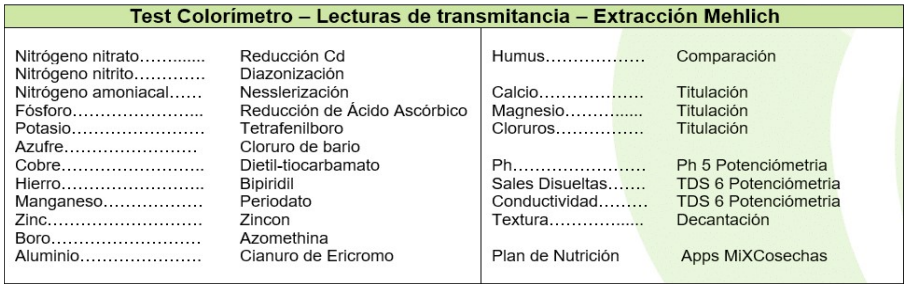 Test Colorímetro – Lecturas de transmitancia – Extracción Mehlich
Nitrógeno nitrato…….......  Reducción Cd
Nitrógeno nitrito………….  Diazonización
Nitrógeno amoniacal……  Nesslerización
Fósforo…………………...  Reducción de Ácido Ascórbico
Potasio…………………….  Tetrafenilboro
Azufre……………………  Cloruro de bario
Cobre……………………..  Dietil-tiocarbamato
Hierro……………………..  Bipiridil
Manganeso……………….  Periodato
Zinc……………………….  Zincon
Boro………………………  Azomethina
Aluminio…………………  Cianuro de Ericromo
Humus………………  Comparación
Calcio……………….  Titulación
Magnesio………......  Titulación
Cloruros…………….  Titulación
Ph……………………  Ph 5 Potenciómetria
Sales Disueltas…….  TDS 6 Potenciómetria
Conductividad………  TDS 6 Potenciómetria
Textura…………......  Decantación
Plan de Nutrición  Apps MiXCosechas